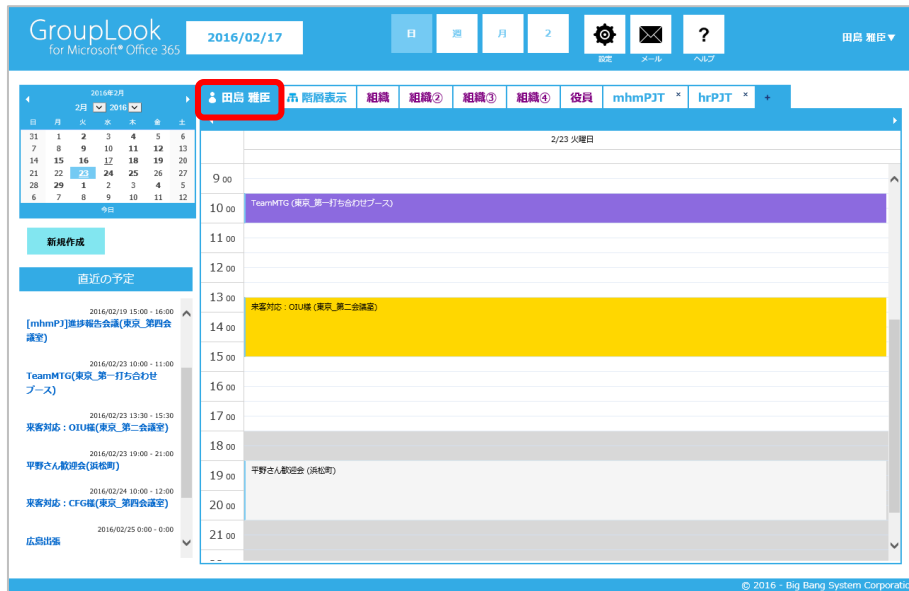 GroupLook
for Microsoft® Office 365
2016/02/17
日 週 月 2
設定 メール ヘルプ
田島 雅臣▼
2016年2月
2月 2016
日 月 火 水 木 金 土
31 1 2 3 4 5 6
7 8 9 10 11 12 13
14 15 16 17 18 19 20
21 22 23 24 25 26 27
28 29 1 2 3 4 5
6 7 8 9 10 11 12
今日
新規作成
直近の予定
2016/02/19 15:00 - 16:00
[mhmPJ]進捗報告会議(東京_第四会
議室)
2016/02/23 10:00 - 11:00
TeamMTG(東京_第一打ち合わせ
ブース)
2016/02/23 13:30 - 15:30
来客対応：OIU様(東京_第二会議室)
2016/02/23 19:00 - 21:00
平野さん歓迎会(浜松町)
2016/02/24 10:00 - 12:00
来客対応：CFG様(東京_第四会議室)
2016/02/25 0:00 - 0:00
広島出張
田島 雅臣 階層表示 組織 組織② 組織③ 組織④ 役員 mhmPJT × hrPJT × +
2/23 火曜日
9 00
10 00 TeamMTG (東京_第一打ち合わせブース)
11 00
12 00
13 00
来客対応：OIU様 (東京_第二会議室)
14 00
15 00
16 00
17 00
18 00
19 00 平野さん歓迎会 (浜松町)
20 00
21 00
© 2016 - Big Bang System Corporatio